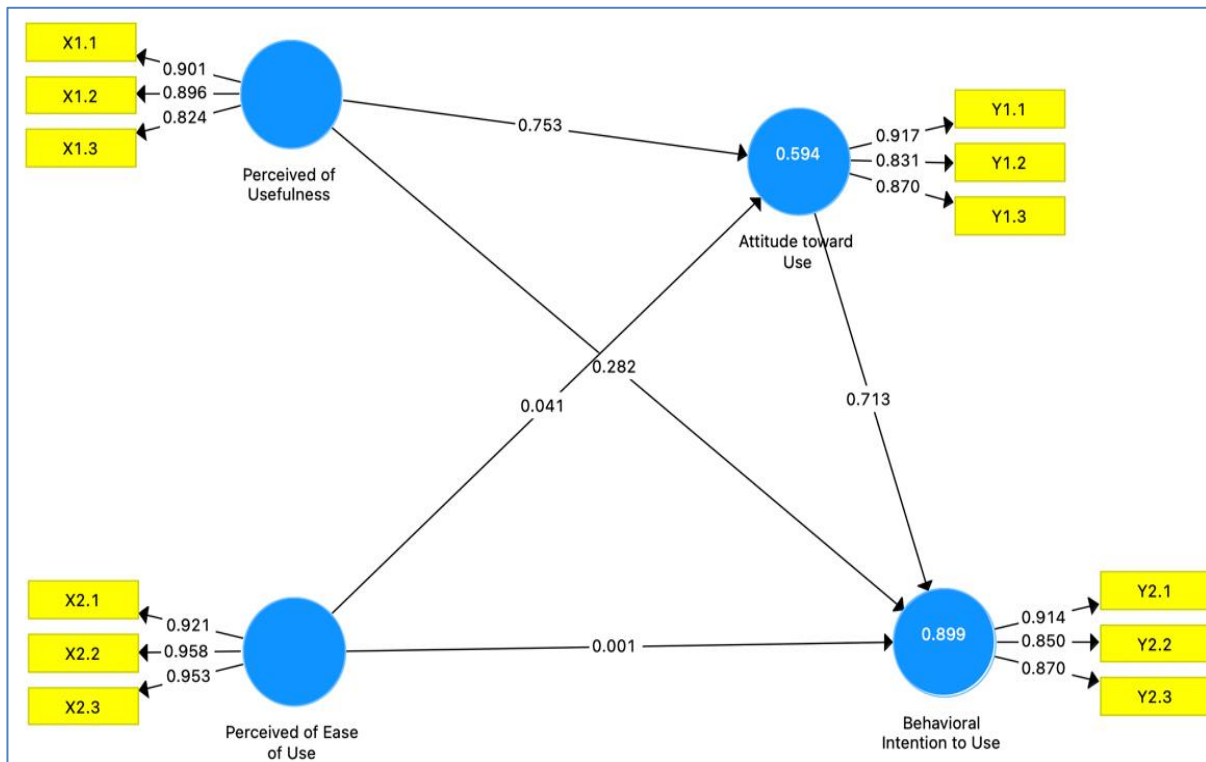 X1.1
0.901
X1.2
0.896
0.824
X1.3
Perceived of
Usefulness
0.753
0.594
Attitude toward
Use
Y1.1
0.917
0.831
Y1.2
0.870
Y1.3
0.282
0.041
0.713
X2.1
0.921
X2.2
0.958
0.953
X2.3
Perceived of Ease
of Use
0.001
0.899
Behavioral
Intention to Use
Y2.1
0.914
0.850
Y2.2
0.870
Y2.3